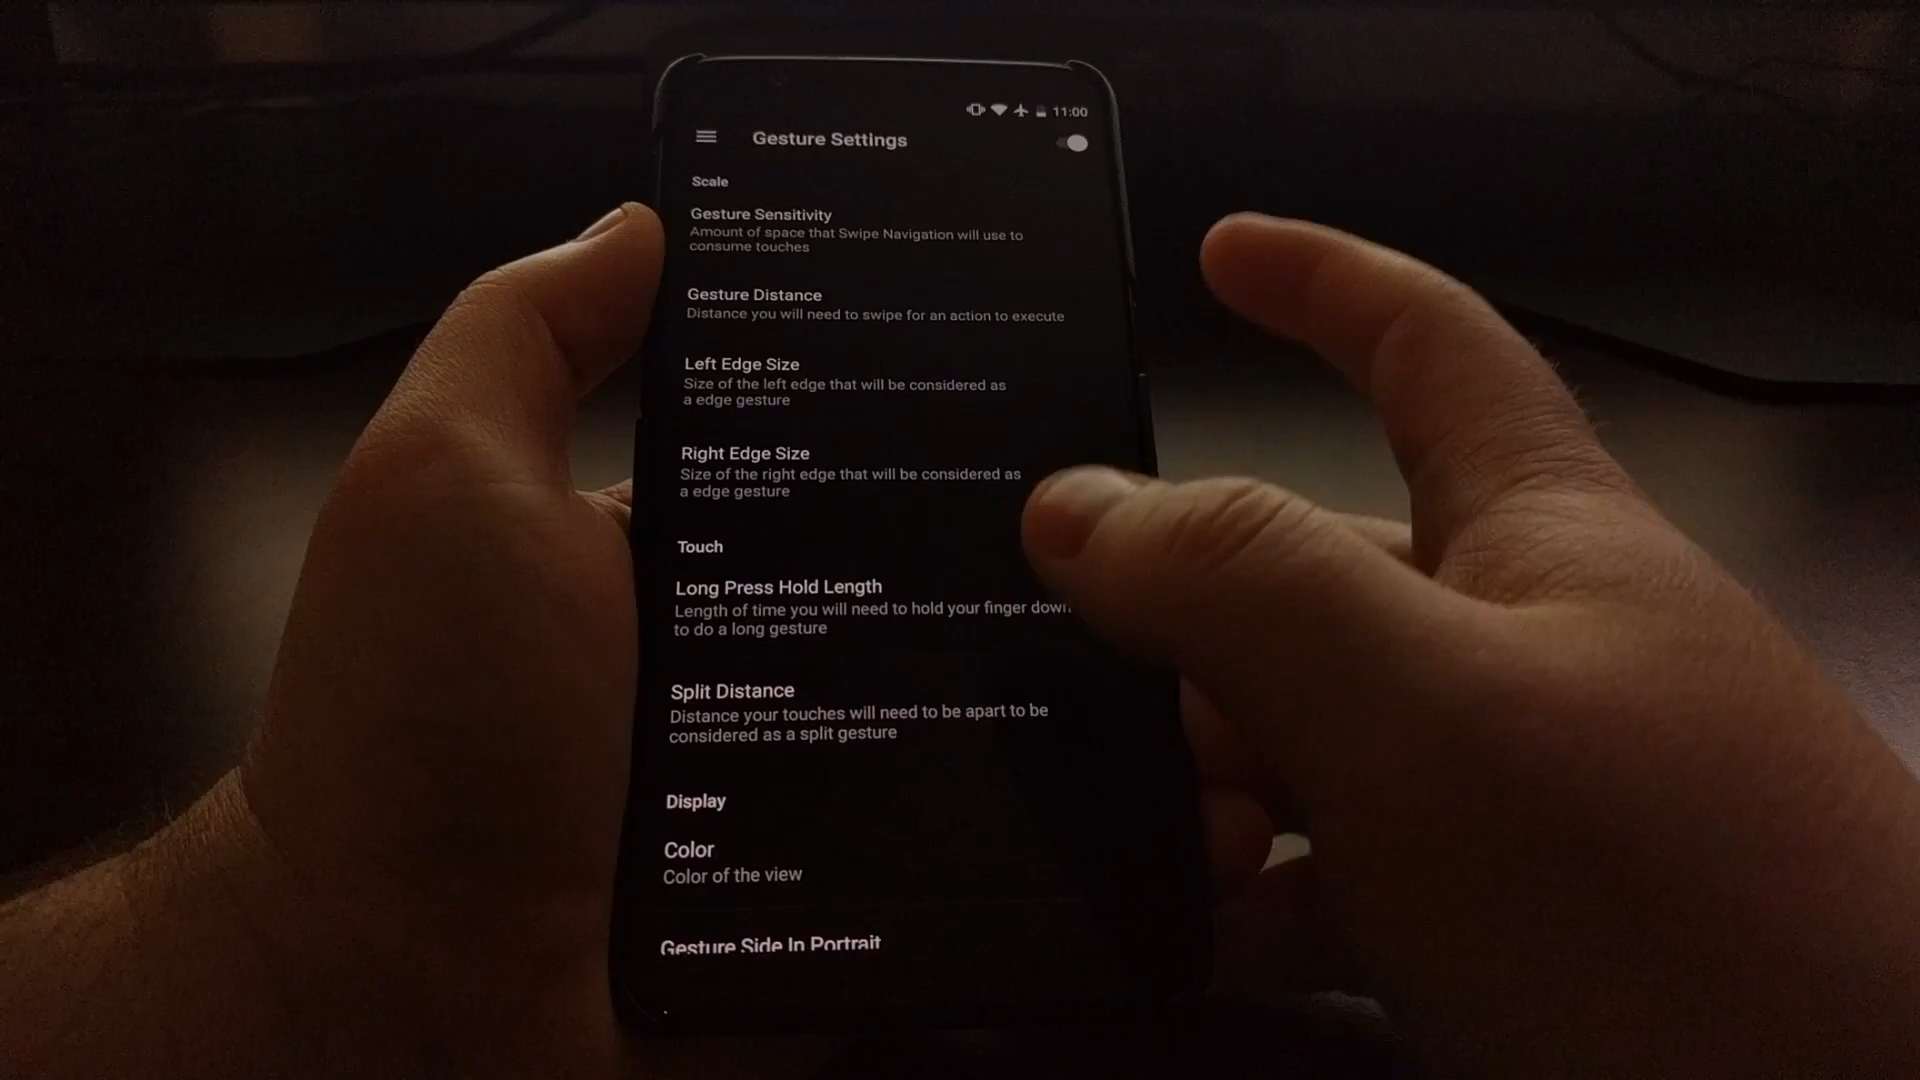 11:00
Gesture Settings
Scale
Gesture Sensitivity
Amount of space that Swipe Navigation will use to
consume touches
Gesture Distance
Distance you will need to swipe for an action to execute
Left Edge Size
Size of the left edge that will be considered as
a edge gesture
Right Edge Size
Size of the right edge that will be considered as
a edge gesture
Touch
Long Press Hold Length
Length of time you will need to hold your finger down
to do a long gesture
Split Distance
Distance your touches will need to be apart to be
considered as a split gesture
Display
Color
Color of the view
Gesture Side In Portrait